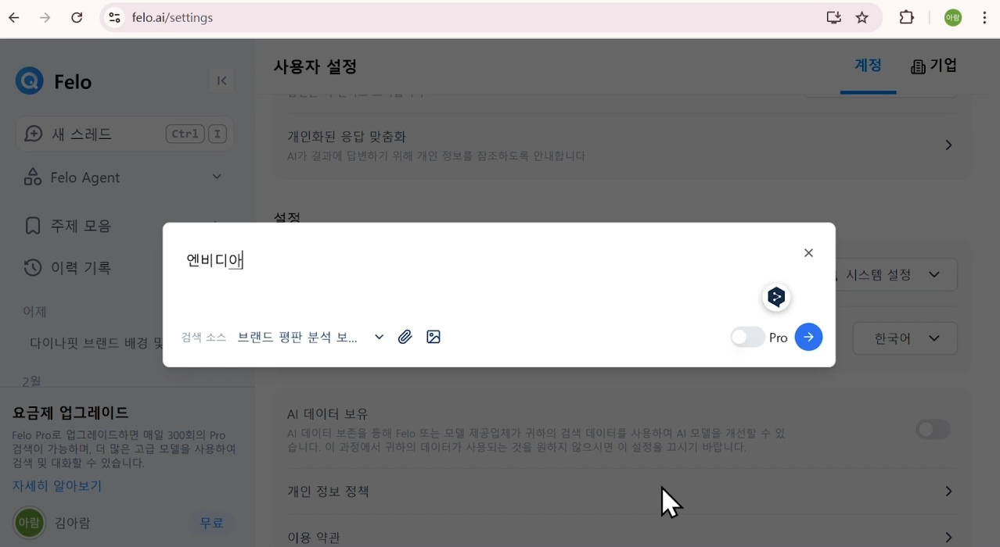 felo.ai/settings
아람
Felo
사용자 설정
계정
기업
새 스레드
Ctrl
I
개인화된 응답 맞춤화
AI가 결과에 답변하기 위해 개인 정보를 참조하도록 안내합니다
Felo Agent
설정
주제 모음
엔비디아
이력 기록
시스템 설정
어제
다이나핏 브랜드 배경 및
검색 소스
브랜드 평판 분석 보...
Pro
한국어
2월
요금제 업그레이드
Felo Pro로 업그레이드하면 매일 300회의 Pro
검색이 가능하며, 더 많은 고급 모델을 사용하여
검색 및 대화할 수 있습니다.
자세히 알아보기
AI 데이터 보유
AI 데이터 보존을 통해 Felo 또는 모델 제공업체가 귀하의 검색 데이터를 사용하여 AI 모델을 개선할 수 있
습니다. 이 과정에서 귀하의 데이터가 사용되는 것을 원하지 않으시면 이 설정을 끄시기 바랍니다.
개인 정보 정책
아람
김아람
무료
이용 약관